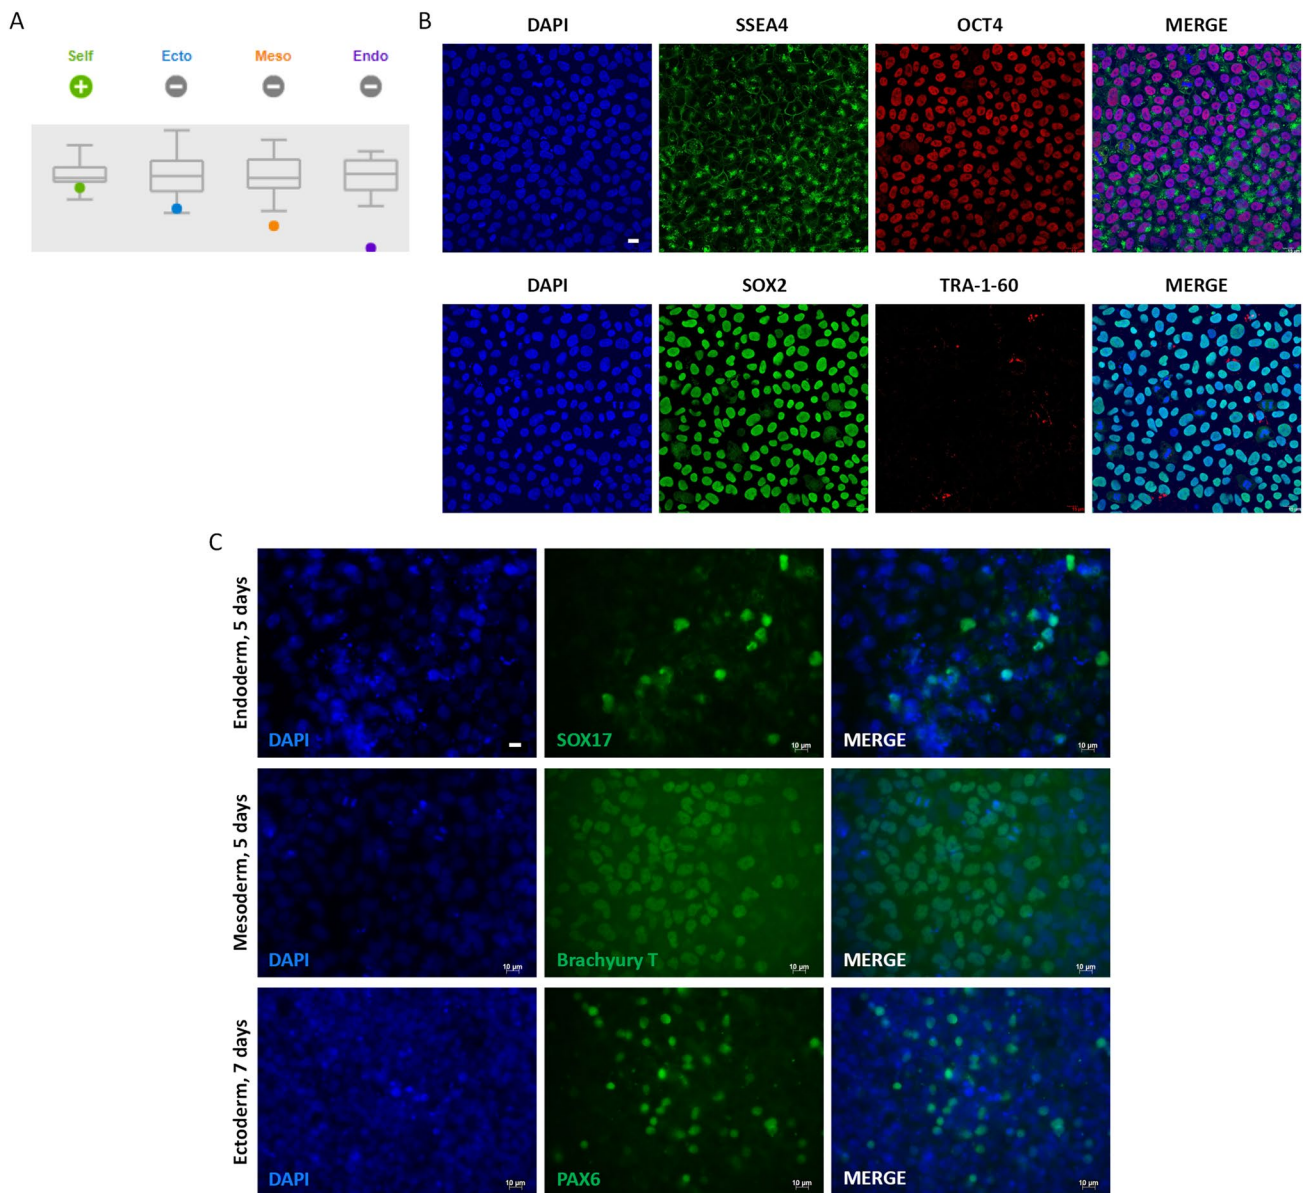 A
Self Ecto Meso Endo
B
DAPI SSEA4 OCT4 MERGE
DAPI SOX2 TRA-1-60 MERGE
C
Endoderm, 5 days
DAPI
SOX17
10 µm
MERGE
10 µm
Mesoderm, 5 days
DAPI
10 µm
Brachyury T
10 µm
MERGE
10 µm
Ectoderm, 7 days
DAPI
10 µm
PAX6
10 µm
MERGE
10 µm